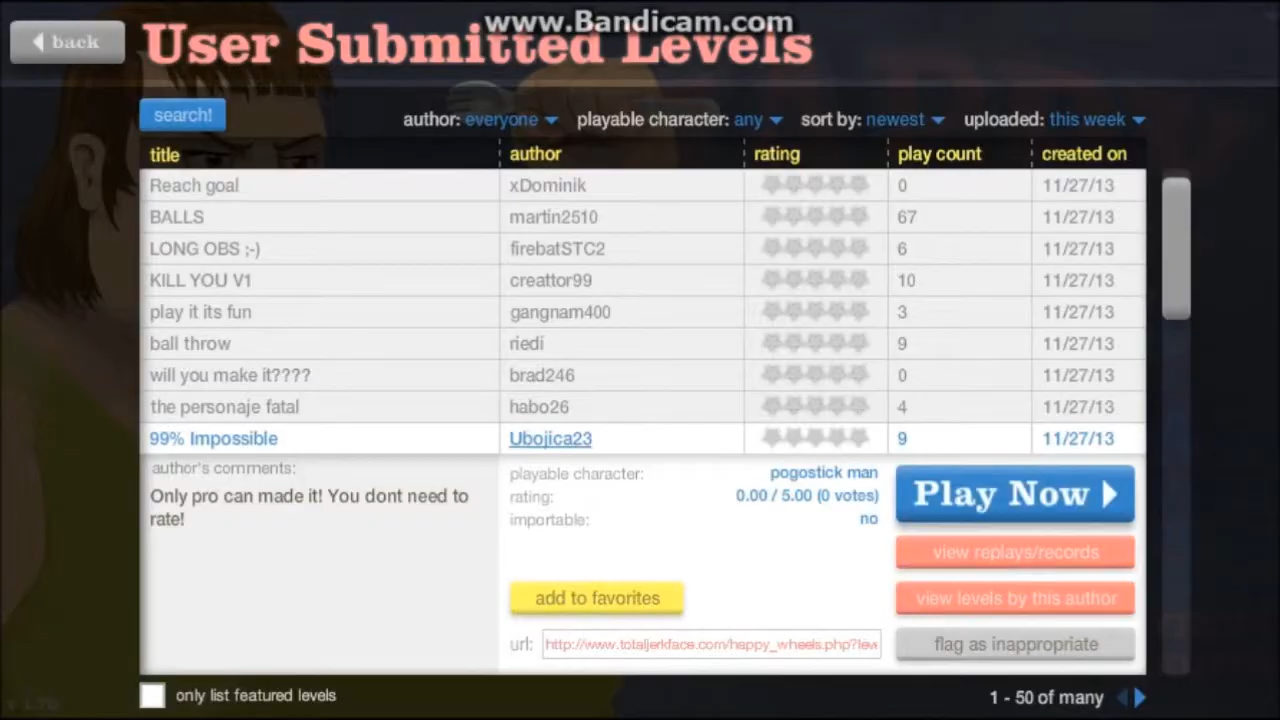 www.Bandicam.com
back
User Submitted Levels
search!
author: everyone playable character: any sort by: newest uploaded: this week
title author rating play count created on
Reach goal xDominik 0 11/27/13
BALLS martin2510 67 11/27/13
LONG OBS ;-) firebatSTC2 6 11/27/13
KILL YOU V1 creattor99 10 11/27/13
play it its fun gangnam400 3 11/27/13
ball throw riedi 9 11/27/13
will you make it???? brad246 0 11/27/13
the personaje fatal habo26 4 11/27/13
99% Impossible Ubojica23 9 11/27/13
author's comments:
Only pro can made it! You dont need to
rate!
playable character: pogostick man
rating: 0.00 / 5.00 (0 votes)
importable: no
Play Now
view replays/records
add to favorites
view levels by this author
url: http://www.totaljerkface.com/happy_wheels.php?leve
flag as inappropriate
only list featured levels
1 - 50 of many